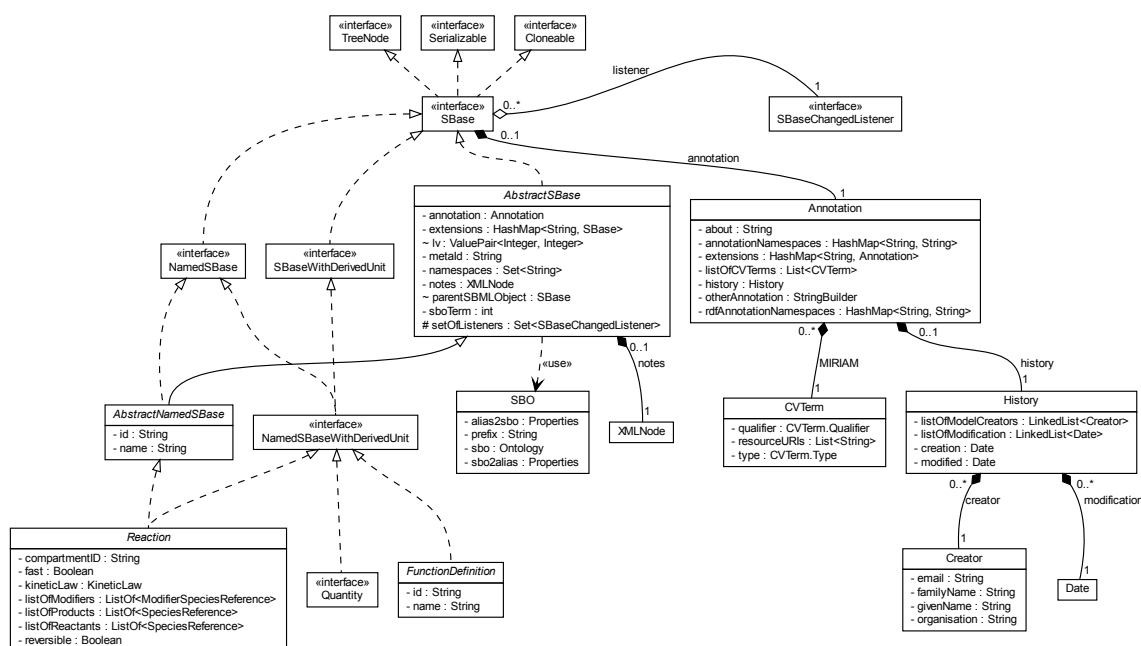 «interface»
TreeNode
«interface»
Serializable
«interface»
Cloneable
listener
«interface»
SBase
0..*
1
«interface»
SBaseChangedListener
0..1
annotation
1
AbstractSBase
- annotation : Annotation
- extensions : HashMap<String, SBase>
~ lv : ValuePair<Integer, Integer>
- metaId : String
- namespaces : Set<String>
- notes : XMLNode
~ parentSBMLObject : SBase
- sboTerm : int
# setOfListeners : Set<SBaseChangedListener>
Annotation
- about : String
- annotationNamespaces : HashMap<String, String>
- extensions : HashMap<String, Annotation>
- listOfCVTerms : List<CVTerm>
- history : History
- otherAnnotation : StringBuilder
- rdfAnnotationNamespaces : HashMap<String, String>
«interface»
NamedSBase
«interface»
SBaseWithDerivedUnit
0..1
notes
1
«use»
0..*
MIRIAM
1
0..1
history
1
AbstractNamedSBase
- id : String
- name : String
«interface»
NamedSBaseWithDerivedUnit
SBO
- alias2sbo : Properties
- prefix : String
- sbo : Ontology
- sbo2alias : Properties
XMLNode
CVTerm
- qualifier : CVTerm.Qualifier
- resourceURIs : List<String>
- type : CVTerm.Type
History
- listOfModelCreators : LinkedList<Creator>
- listOfModification : LinkedList<Date>
- creation : Date
- modified : Date
0..*
creator
1
0..*
modification
1
Reaction
- compartmentID : String
- fast : Boolean
- kineticLaw : KineticLaw
- listOfModifiers : ListOf<ModifierSpeciesReference>
- listOfProducts : ListOf<SpeciesReference>
- listOfReactants : ListOf<SpeciesReference>
- reversible : Boolean
«interface»
Quantity
FunctionDefinition
- id : String
- name : String
Creator
- email : String
- familyName : String
- givenName : String
- organisation : String
Date